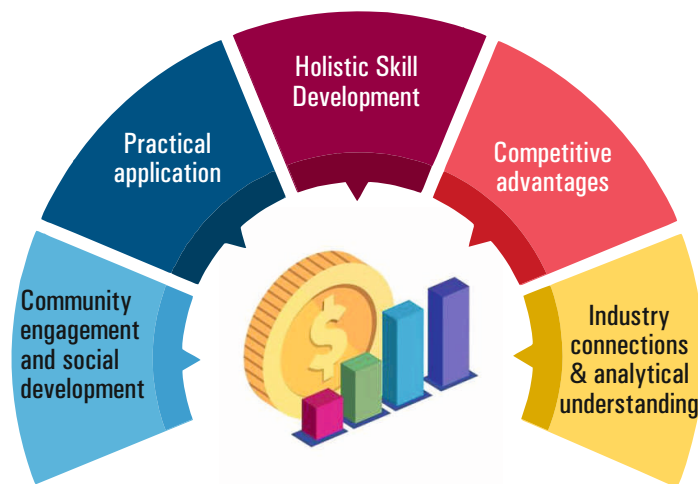 Holistic Skill
Development
Practical
application
Competitive
advantages
Community
engagement
and social
development
Industry
connections
& analytical
understanding
$